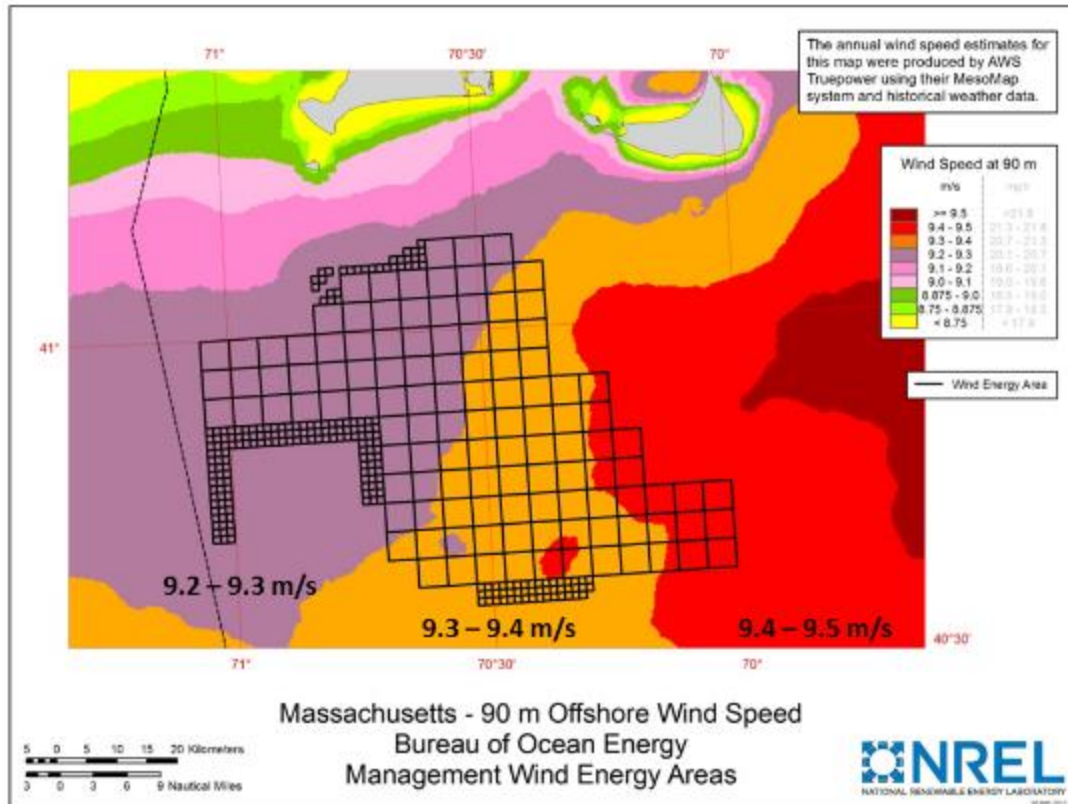 71°
70°30'
70°
The annual wind speed estimates for
this map were produced by AWS
Truepower using their MesoMap
system and historical weather data.
Wind Speed at 90 m
m/s mph
>= 9.5
9.4 - 9.5
9.3 - 9.4
9.2 - 9.3
9.1 - 9.2
9.0 - 9.1
8.875 - 9.0
8.75 - 8.875
< 8.75
41°
Wind Energy Area
9.2 – 9.3 m/s
9.3 – 9.4 m/s
9.4 – 9.5 m/s
40°30'
71°
70°30'
70°
Massachusetts - 90 m Offshore Wind Speed
Bureau of Ocean Energy
Management Wind Energy Areas
5 0 5 10 15 20 Kilometers
3 0 3 6 9 Nautical Miles
NREL
NATIONAL RENEWABLE ENERGY LABORATORY